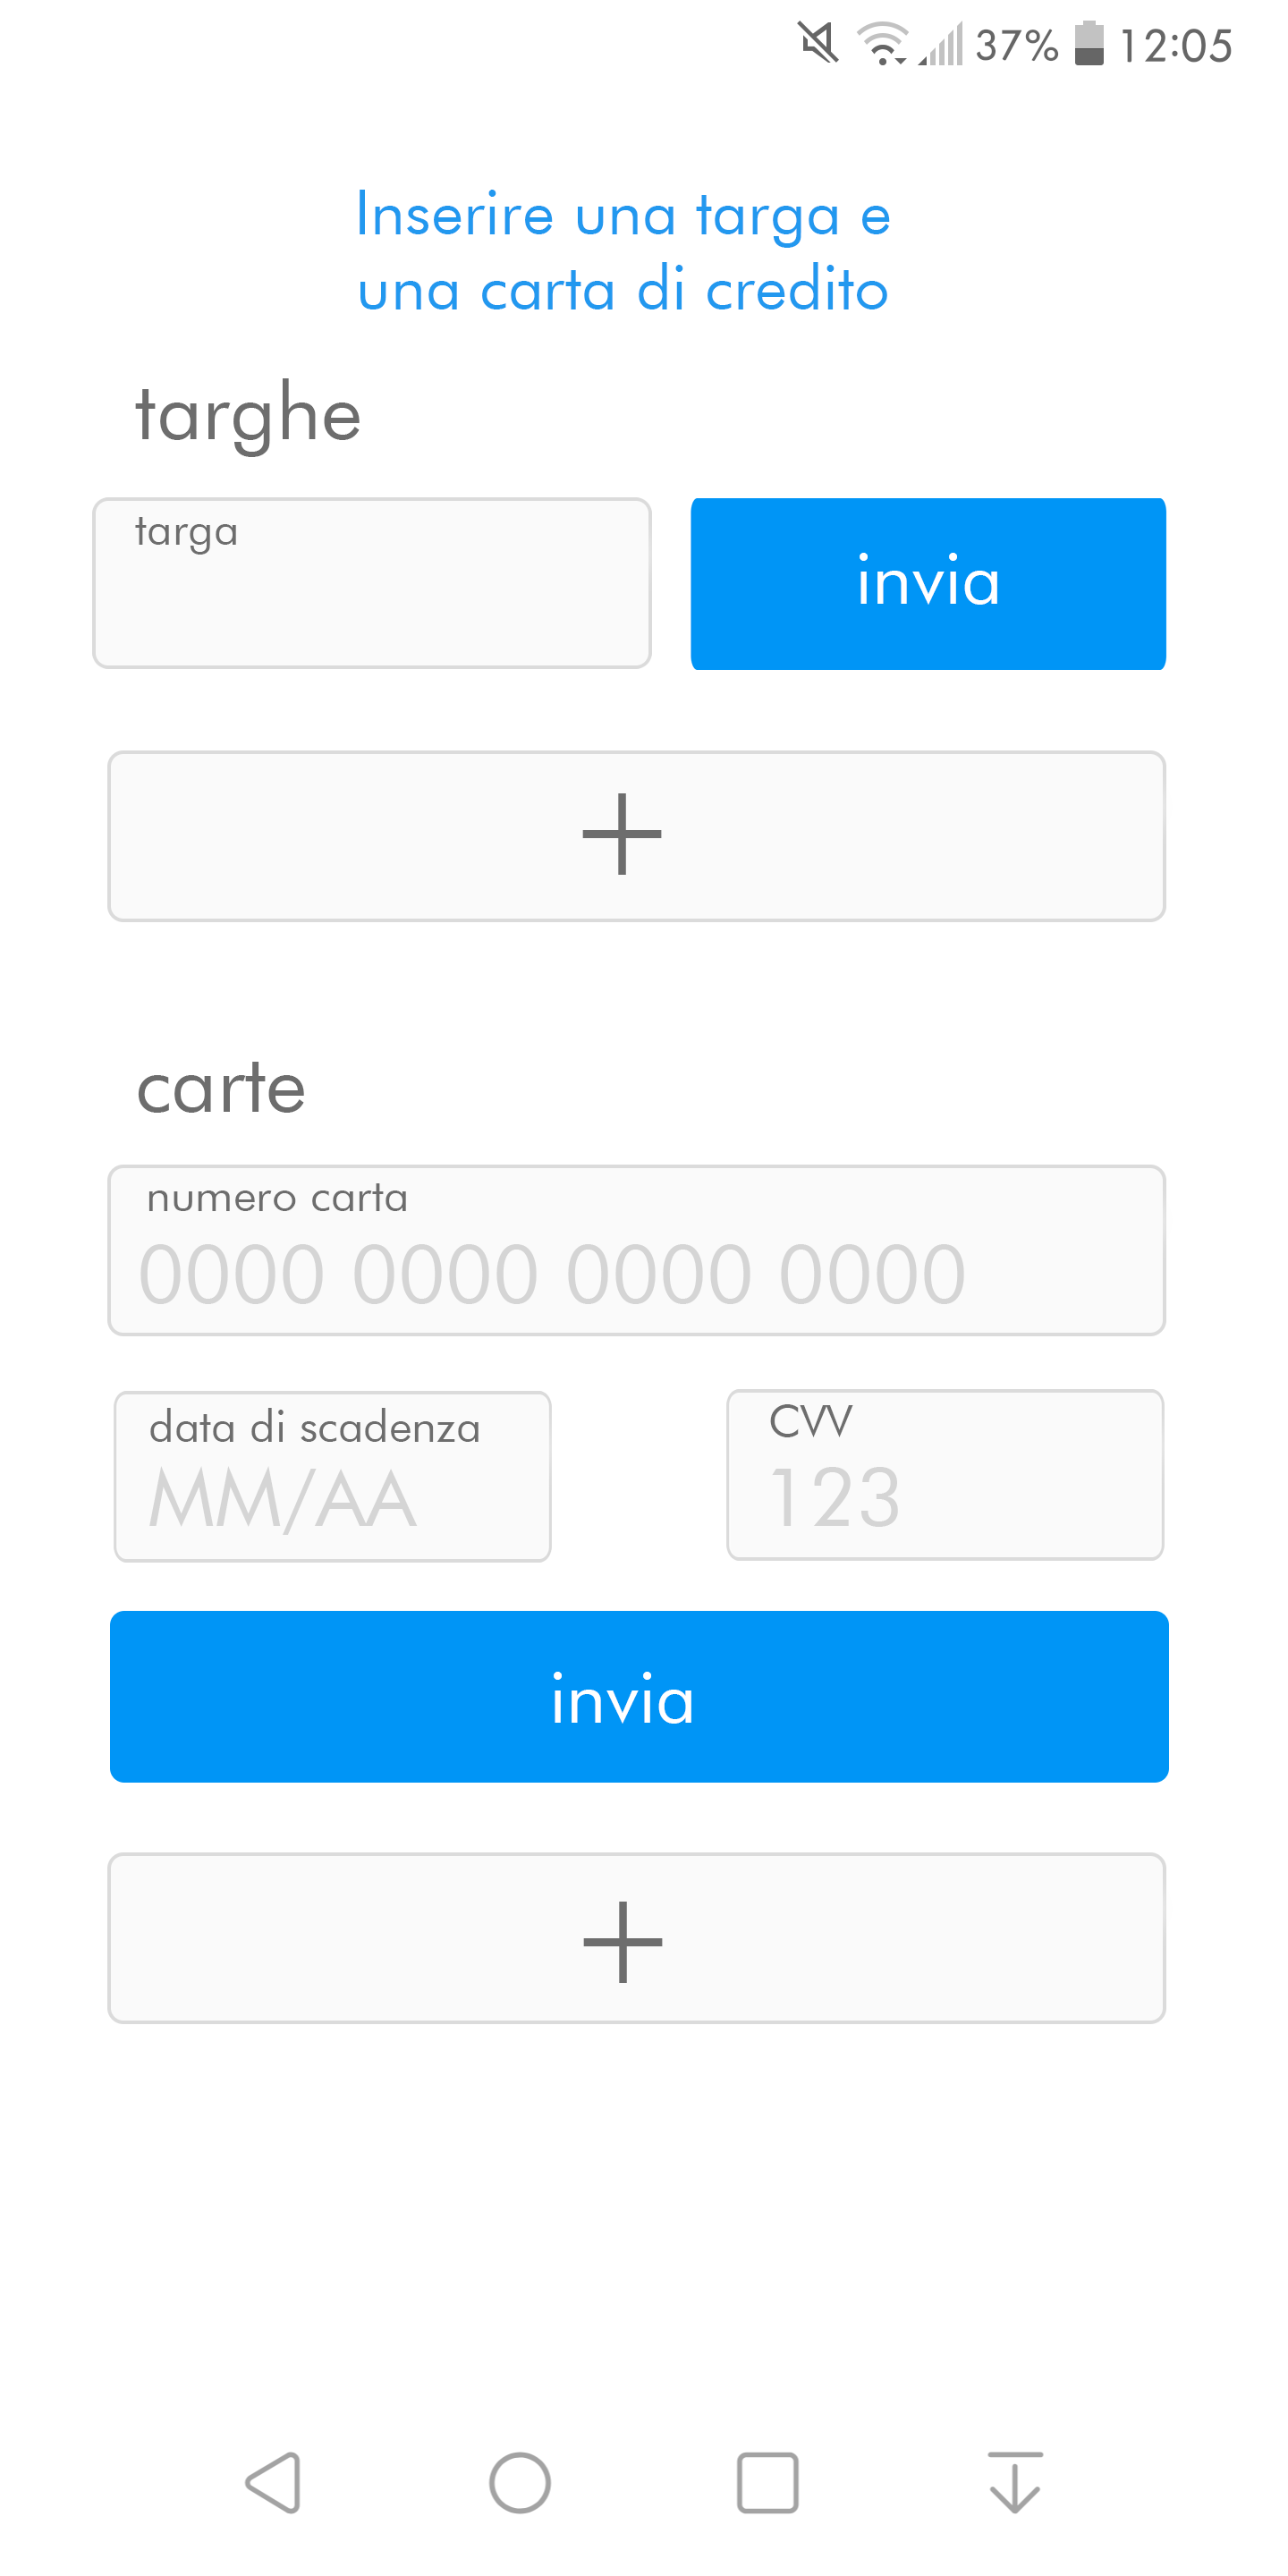 37% 12:05
Inserire una targa e
una carta di credito
targhe
targa
invia
+
carte
numero carta
0000 0000 0000 0000
data di scadenza
MM/AA
CVV
123
invia
+